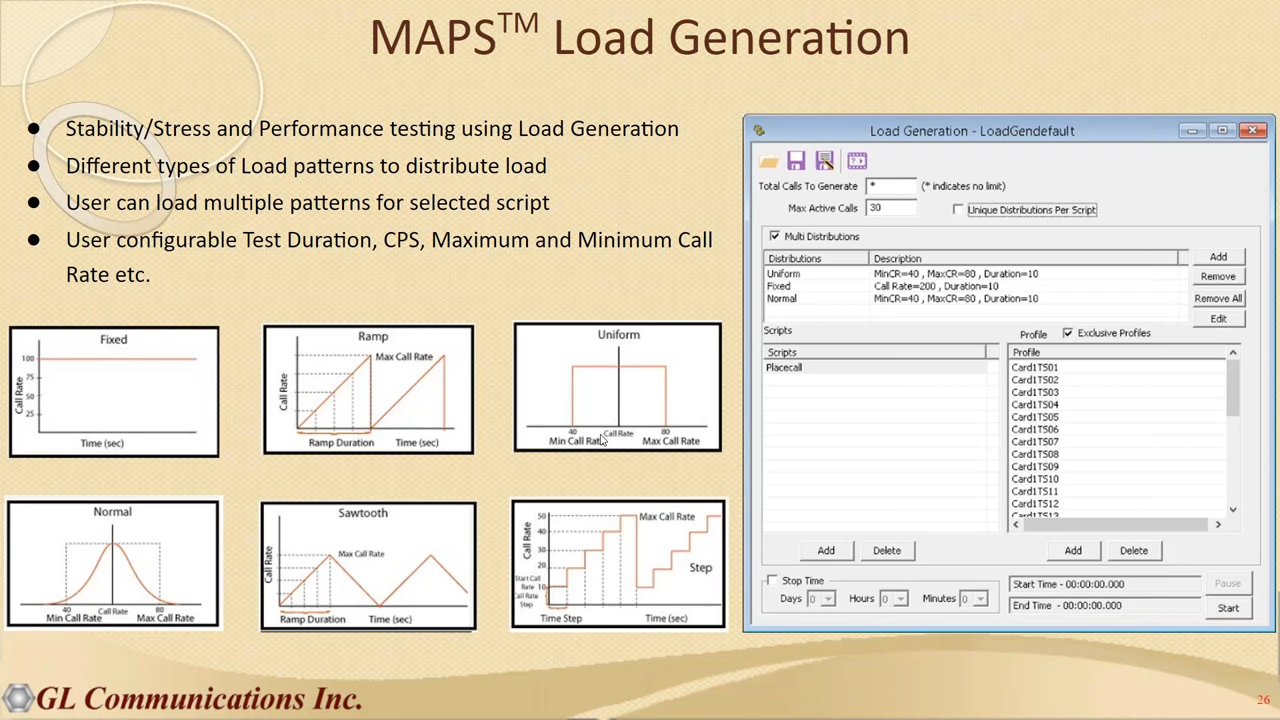 MAPS™ Load Generation
● Stability/Stress and Performance testing using Load Generation
● Different types of Load patterns to distribute load
● User can load multiple patterns for selected script
● User configurable Test Duration, CPS, Maximum and Minimum Call
Rate etc.
Fixed
100
75
50
25
Call Rate
Time (sec)
Ramp
Max Call Rate
Call Rate
Ramp Duration
Time (sec)
Uniform
40
Call Rate
80
Min Call Rate
Max Call Rate
Normal
40
Call Rate
80
Min Call Rate
Max Call Rate
Sawtooth
Max Call Rate
Call Rate
Ramp Duration
Time (sec)
50
Max Call Rate
40
30
20
10
Call Rate
Start Call
Rate
Call Rate
Step
Step
Time Step
Time (sec)
Load Generation - LoadGendefault
Total Calls To Generate * (* indicates no limit)
Max Active Calls 30 Unique Distributions Per Script
Multi Distributions
Distributions Description
Uniform MinCR=40 , MaxCR=80 , Duration=10
Fixed Call Rate=200 , Duration=10
Normal MinCR=40 , MaxCR=80 , Duration=10
Add
Remove
Remove All
Edit
Scripts
Profile Exclusive Profiles
Scripts
Placecall
Profile
Card1TS01
Card1TS02
Card1TS03
Card1TS04
Card1TS05
Card1TS06
Card1TS07
Card1TS08
Card1TS09
Card1TS10
Card1TS11
Card1TS12
Card1TS13
Add Delete
Add Delete
Stop Time
Days 0 Hours 0 Minutes 0
Start Time - 00:00:00.000
End Time - 00:00:00.000
Pause
Start
GL Communications Inc.
26